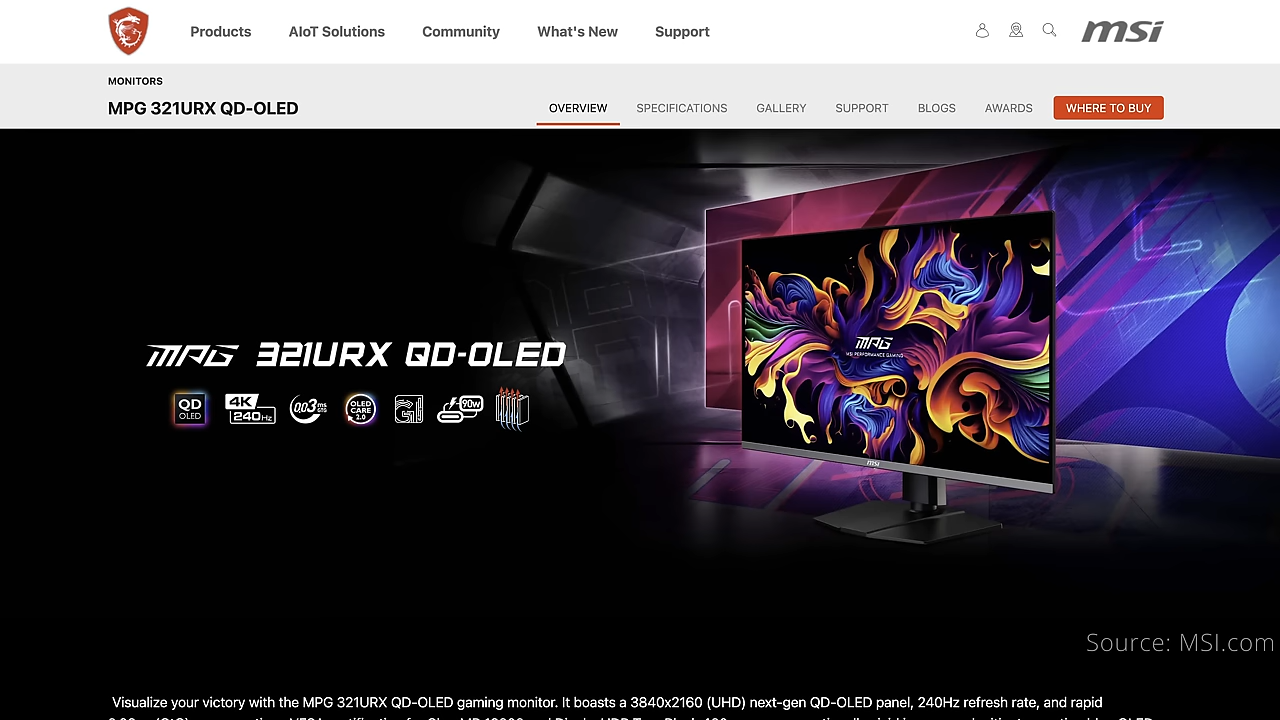 Products AIoT Solutions Community What's New Support msi
MONITORS
MPG 321URX QD-OLED
OVERVIEW SPECIFICATIONS GALLERY SUPPORT BLOGS AWARDS WHERE TO BUY
MPG 321URX QD-OLED
QD OLED
4K 240Hz
0.03ms GTG
OLED CARE 2.0
GI
90W
MPG
MSI PERFORMANCE GAMING
msi
Source: MSI.com
Visualize your victory with the MPG 321URX QD-OLED gaming monitor. It boasts a 3840x2160 (UHD) next-gen QD-OLED panel, 240Hz refresh rate, and rapid